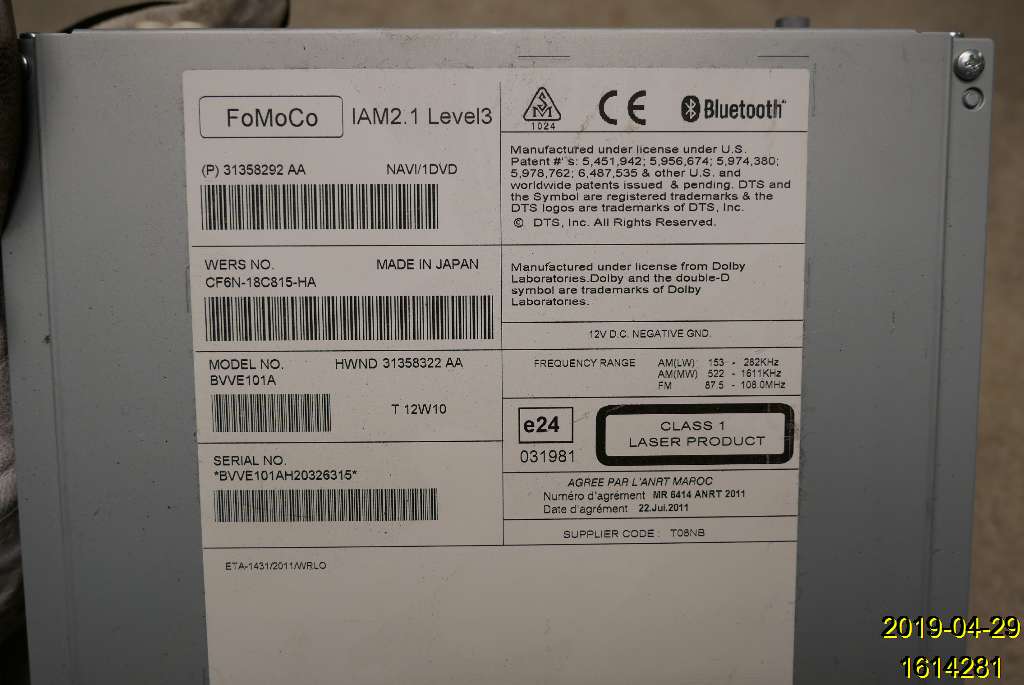 FoMoCo IAM2.1 Level3
(P) 31358292 AA NAVI/1DVD
WERS NO. MADE IN JAPAN
CF6N-18C815-HA
MODEL NO. HWND 31358322 AA
BVVE101A
T 12W10
SERIAL NO.
*BVVE101AH20326315*
ETA-1431/2011/WRLO
SM
1024
CE
Bluetooth
Manufactured under license under U.S.
Patent #'s: 5,451,942; 5,956,674; 5,974,380;
5,978,762; 6,487,535 & other U.S. and
worldwide patents issued & pending. DTS and
the Symbol are registered trademarks & the
DTS logos are trademarks of DTS, Inc.
© DTS, Inc. All Rights Reserved.
Manufactured under license from Dolby
Laboratories.Dolby and the double-D
symbol are trademarks of Dolby
Laboratories.
12V D.C. NEGATIVE GND.
FREQUENCY RANGE AM(LW) 153 - 282KHz
AM(MW) 522 - 1611KHz
FM 87.5 - 108.0MHz
e24
031981
CLASS 1
LASER PRODUCT
AGREE PAR L'ANRT MAROC
Numéro d'agrément MR 6414 ANRT 2011
Date d'agrément 22.Jui.2011
SUPPLIER CODE : T06NB
2019-04-29
1614281